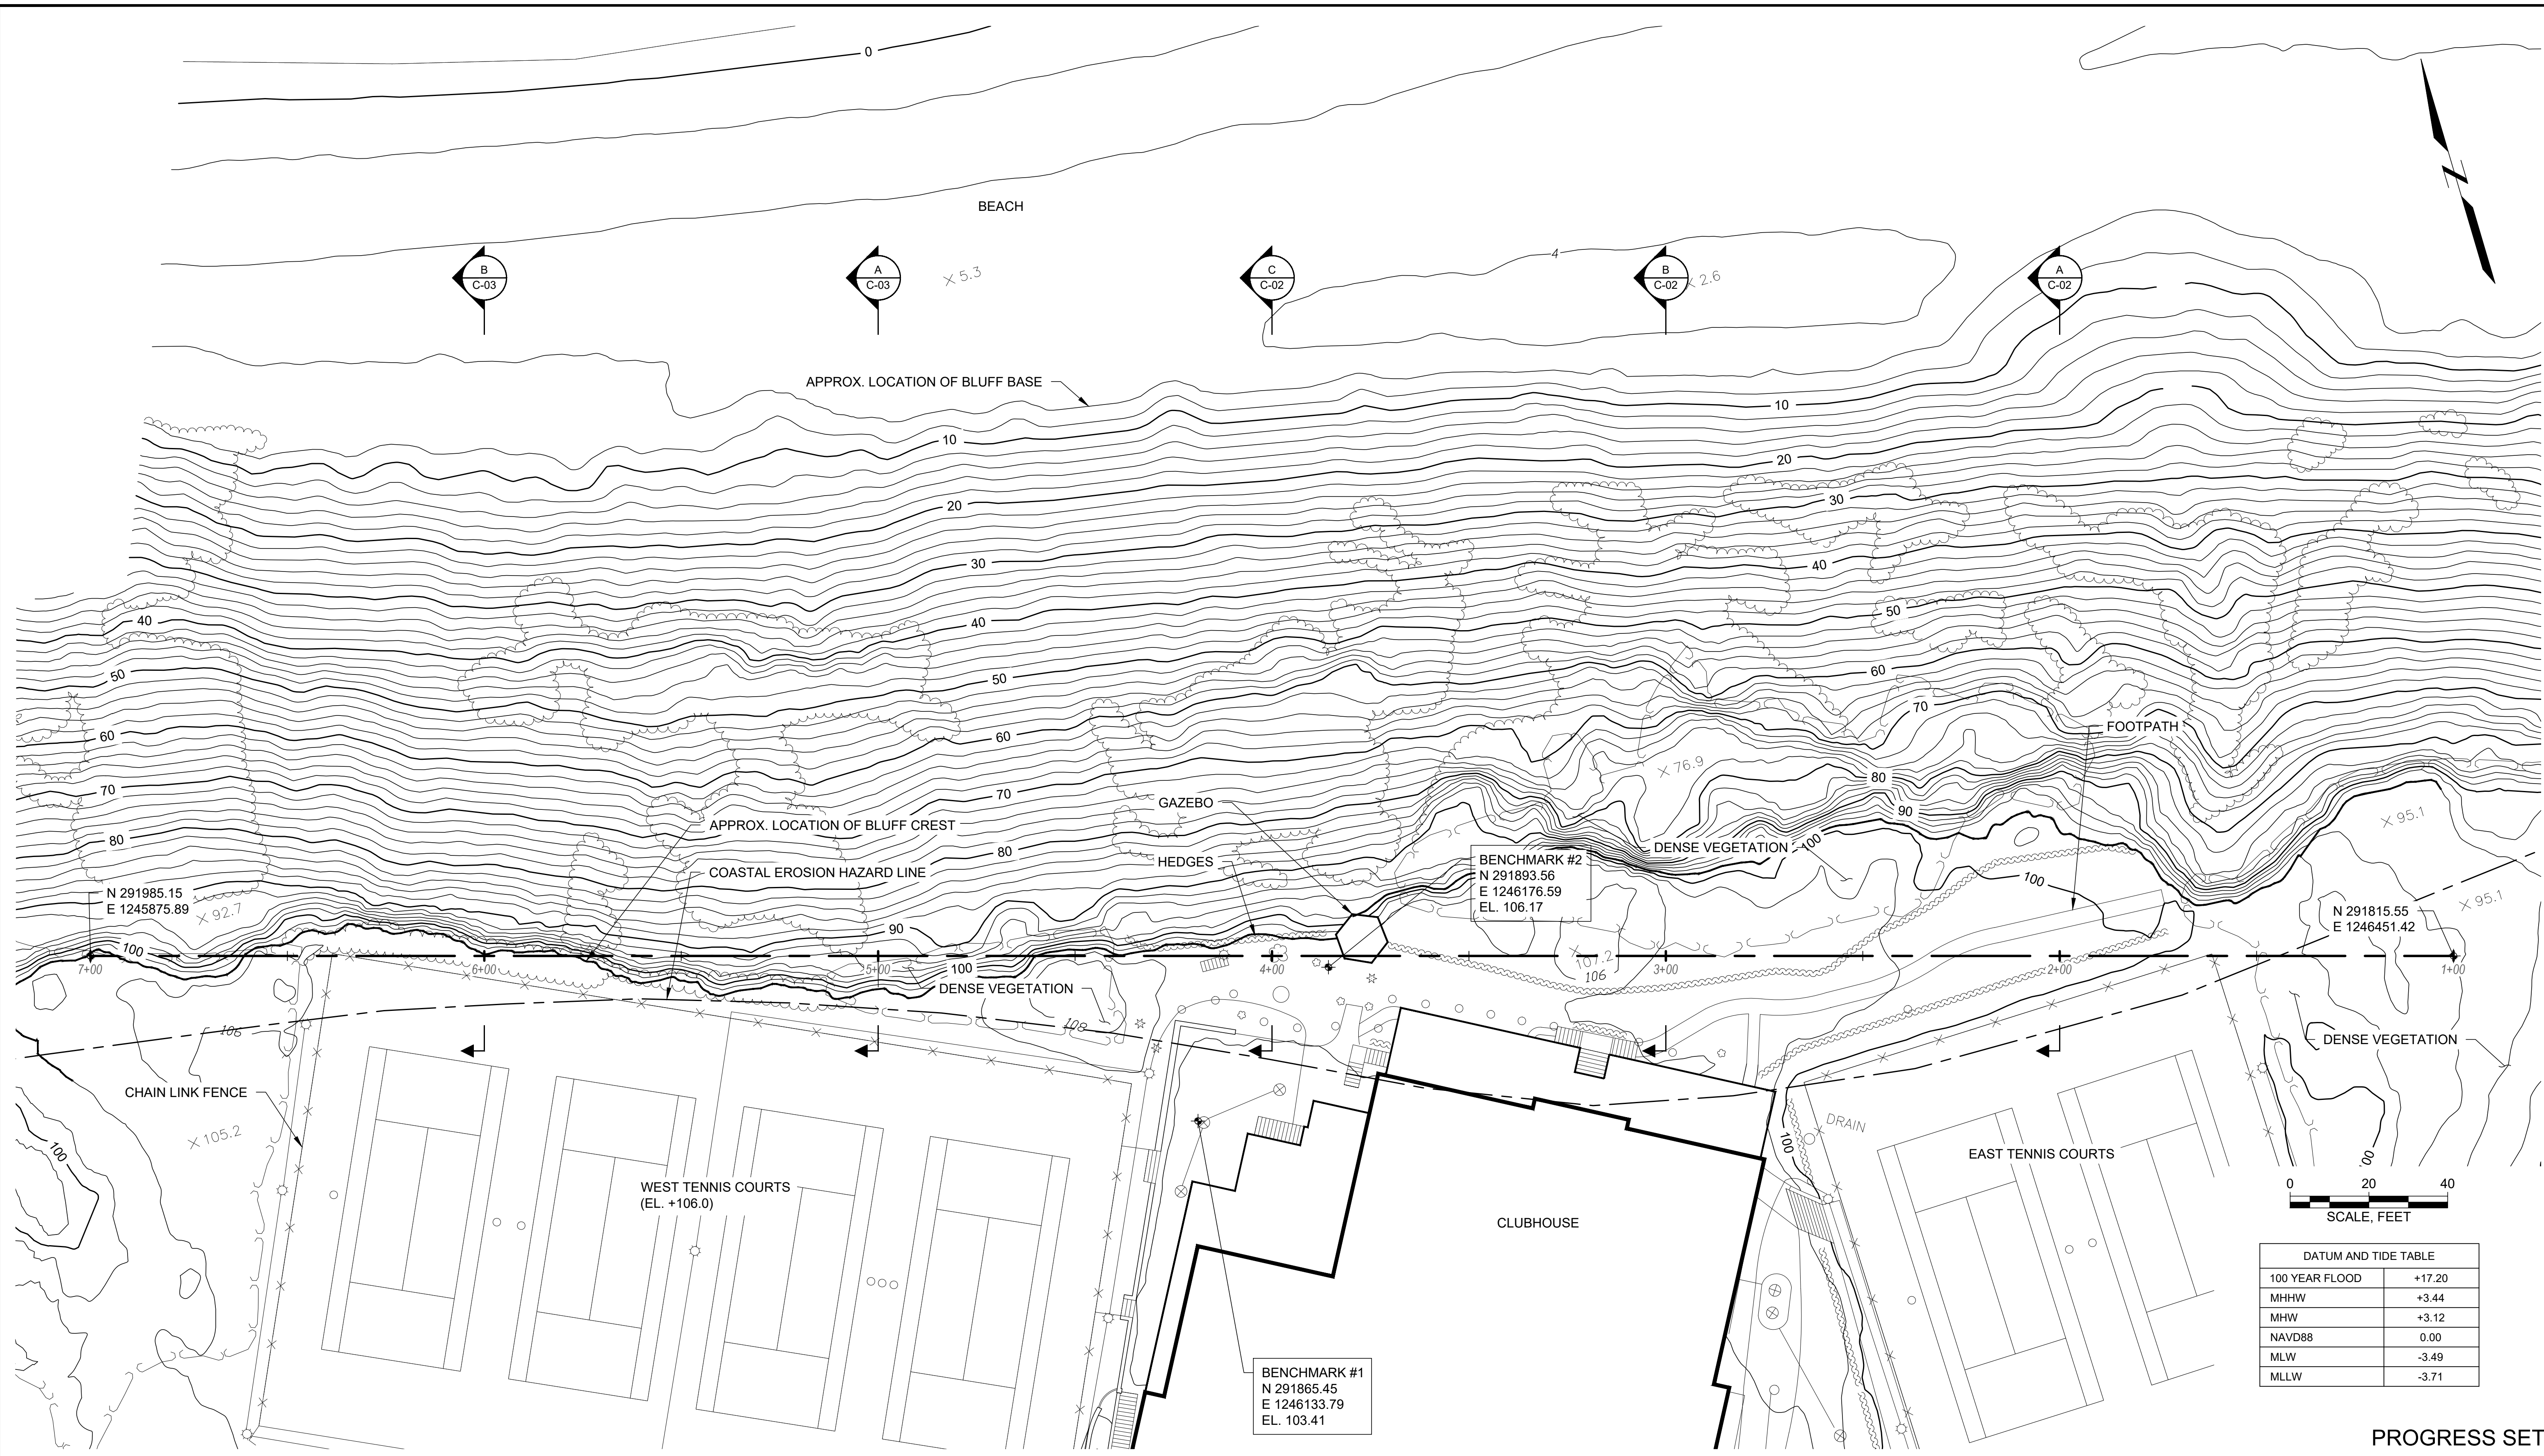 0
BEACH
B
C-03
A
C-03
5.3
C
C-02
4
B
C-02
2.6
A
C-02
N
APPROX. LOCATION OF BLUFF BASE
10
10
20
20
30
30
40
40
40
50
50
50
60
60
60
70
70
70
FOOTPATH
76.9
80
80
80
GAZEBO
90
95.1
APPROX. LOCATION OF BLUFF CREST
HEDGES
COASTAL EROSION HAZARD LINE
DENSE VEGETATION
100
BENCHMARK #2
N 291893.56
E 1246176.59
EL. 106.17
100
N 291985.15
E 1245875.89
92.7
95.1
N 291815.55
E 1246451.42
90
100
107.2
106
100
7+00
6+00
5+00
4+00
3+00
2+00
1+00
DENSE VEGETATION
106
108
DENSE VEGETATION
CHAIN LINK FENCE
105.2
100
DRAIN
100
EAST TENNIS COURTS
00
WEST TENNIS COURTS
(EL. +106.0)
CLUBHOUSE
0 20 40
SCALE, FEET
DATUM AND TIDE TABLE
100 YEAR FLOOD +17.20
MHHW +3.44
MHW +3.12
NAVD88 0.00
MLW -3.49
MLLW -3.71
BENCHMARK #1
N 291865.45
E 1246133.79
EL. 103.41
PROGRESS SET